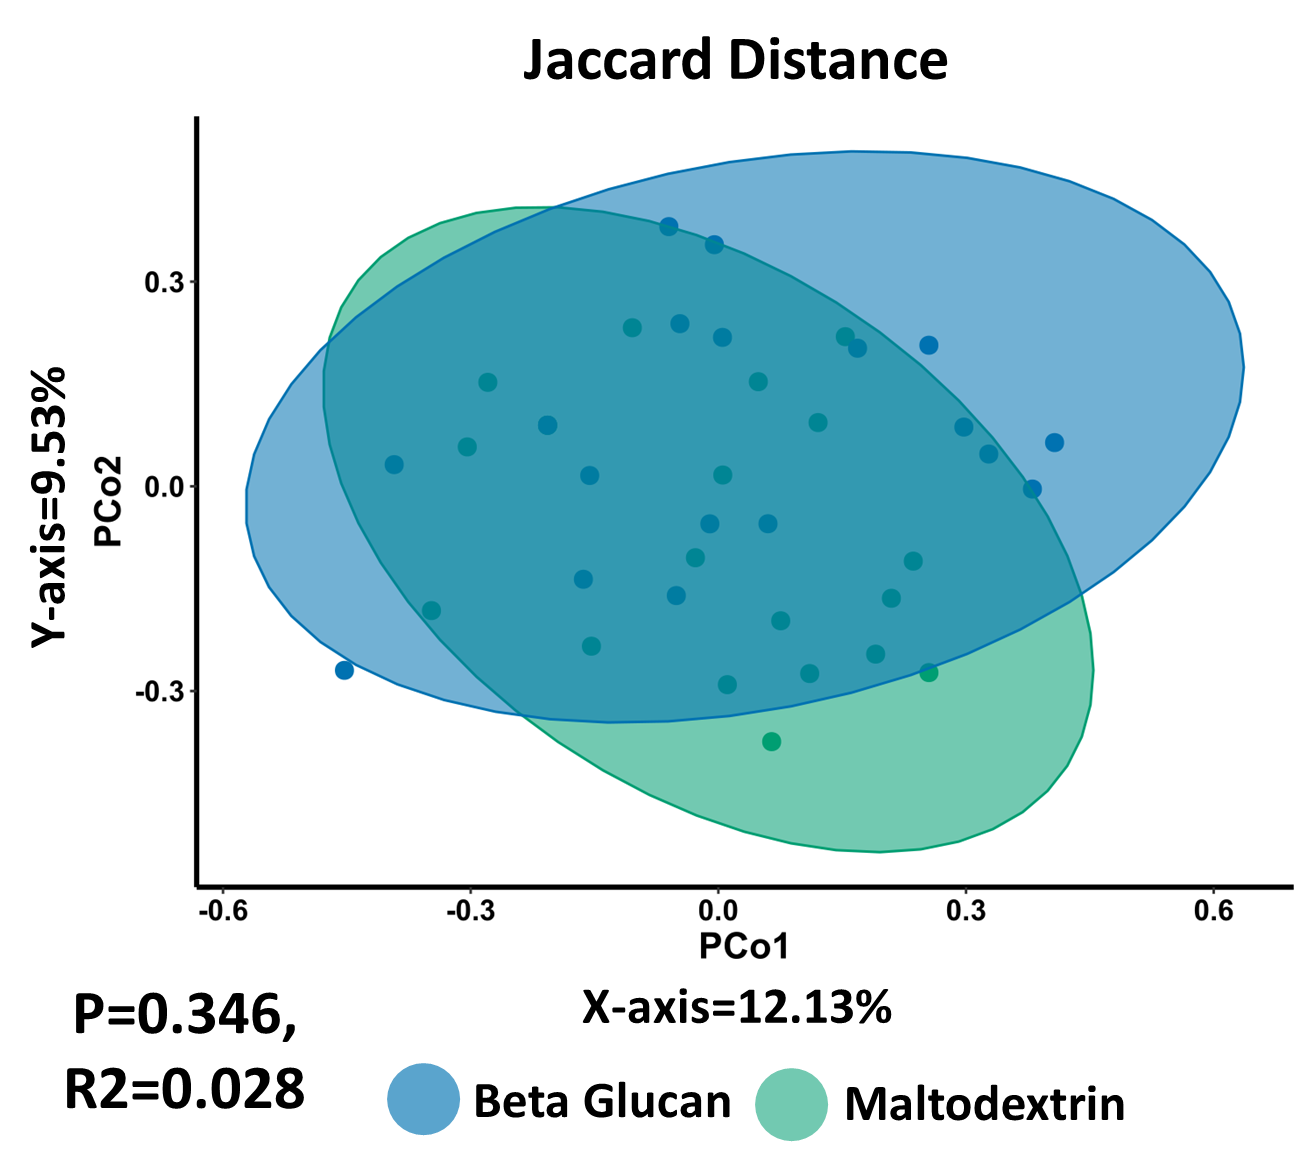 Jaccard Distance
Y-axis=9.53%
PCo2
0.3
0.0
-0.3
-0.6
-0.3
0.0
0.3
0.6
PCo1
X-axis=12.13%
P=0.346,
R2=0.028
Beta Glucan
Maltodextrin